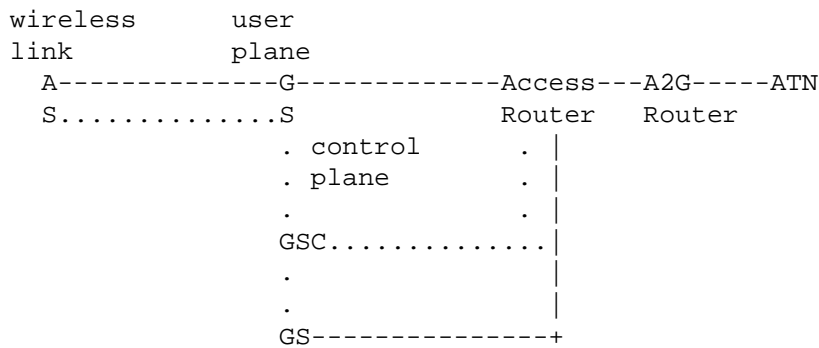 wireless        user
link            plane
  A--------------G-------------Access---A2G-----ATN
  S..............S             Router   Router
                 . control      . |
                 . plane        . |
                 .              . |
                 GSC..............|
                 .                |
                 .                |
                 GS---------------+